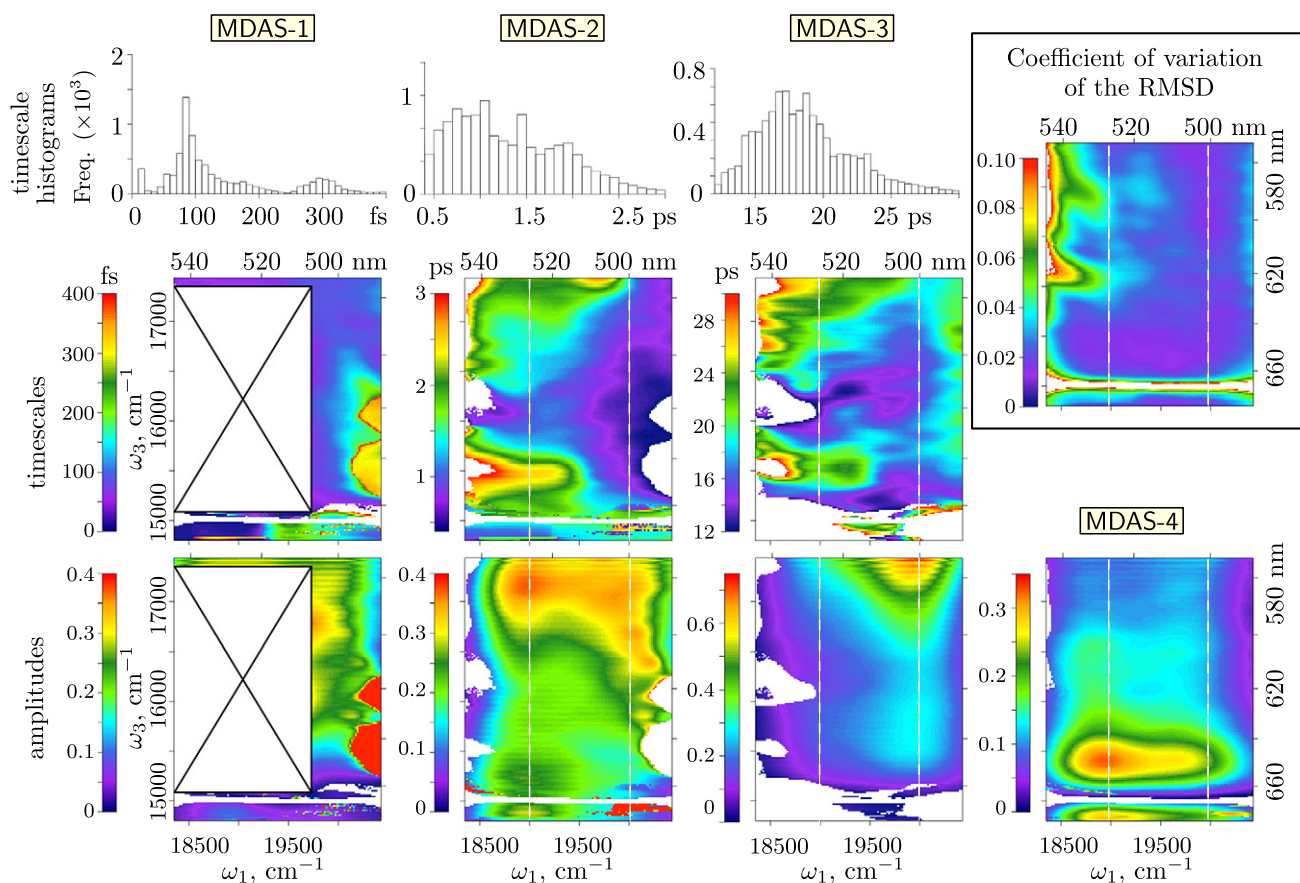 MDAS-1 MDAS-2 MDAS-3
timescale
histograms
Freq. (×10³)
2
1
0
0 100 200 300 fs
1
0
0.5 1.5 2.5 ps
0.8
0.4
0
15 20 25 ps
Coefficient of variation
of the RMSD
540 520 500 nm
0.10
0.08
0.06
0.04
0.02
0
580 nm
620
660
timescales
fs
400
300
200
100
0
540 520 500 nm
17000
16000
15000
ω₃, cm⁻¹
ps
3
2
1
540 520 500 nm
ps
28
24
20
16
12
540 520 500 nm
MDAS-4
amplitudes
0.4
0.3
0.2
0.1
0
17000
16000
15000
ω₃, cm⁻¹
0.4
0.3
0.2
0.1
0
0.6
0.4
0.2
0
0.3
0.2
0.1
0
580 nm
620
660
18500 19500
ω₁, cm⁻¹
18500 19500
ω₁, cm⁻¹
18500 19500
ω₁, cm⁻¹
18500 19500
ω₁, cm⁻¹